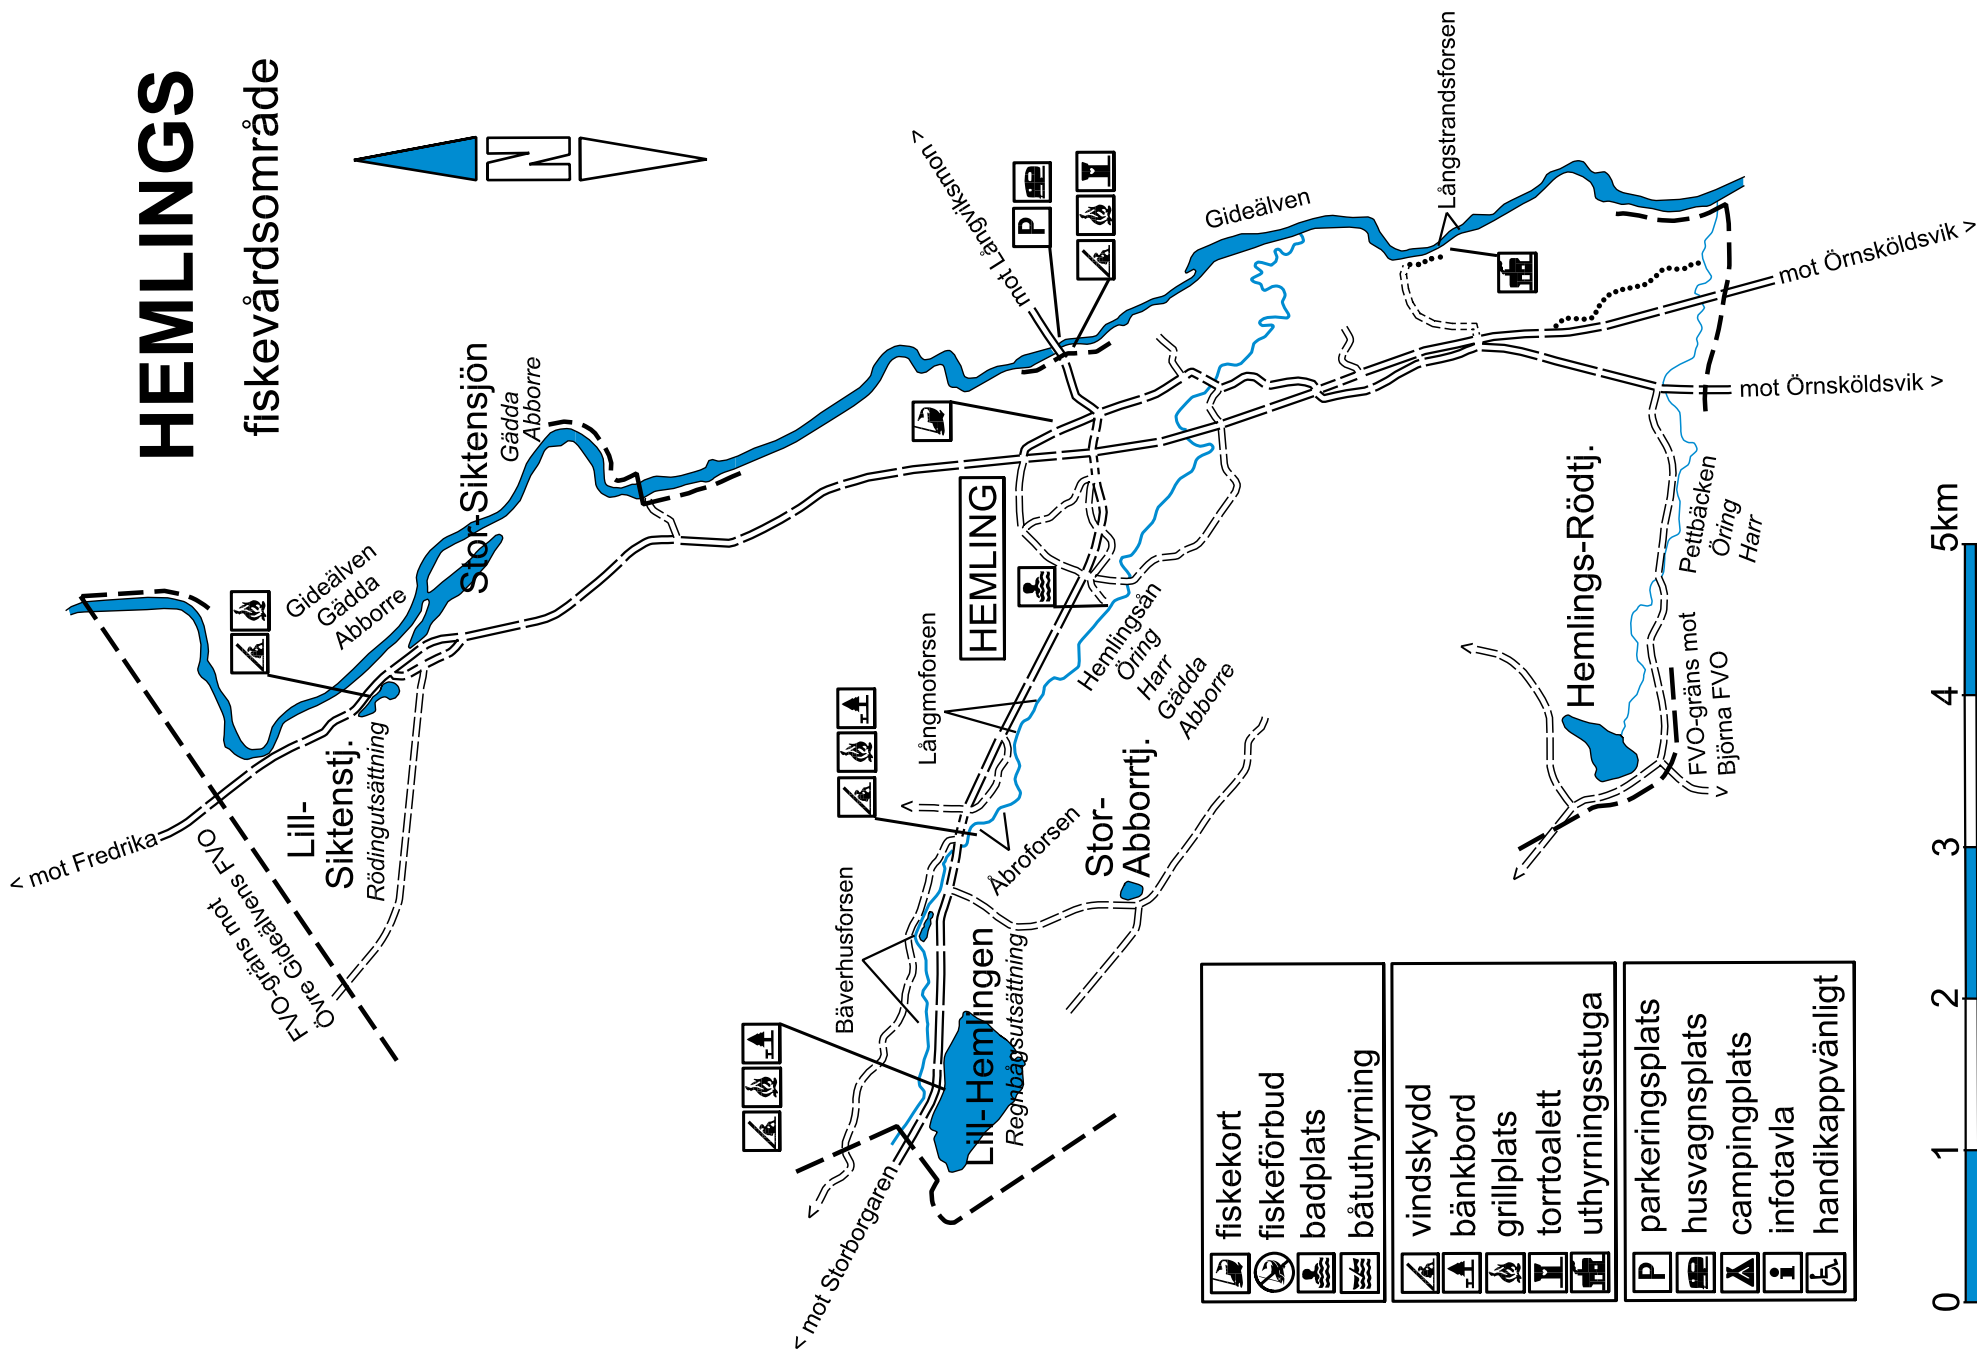 HEMLINGS
fiskevårdsområde
N
< mot Fredrika
FVO-gräns mot
Övre Gideälvens FVO
Lill-
Siktenstj.
Rödingutsättning
Gideälven
Gädda
Abborre
Stor-Siktensjön
Gädda
Abborre
mot Långviksmon >
P
Gideälven
Långstrandsforsen
mot Örnsköldsvik >
mot Örnsköldsvik >
HEMLING
Långmoforsen
Hemlingsån
Öring
Harr
Gädda
Abborre
Åbroforsen
Stor-
Abborrtj.
Bäverhusforsen
Lill-Hemlingen
Regnbågsutsättning
< mot Storborgaren
Hemlings-Rödtj.
Pettbäcken
Öring
Harr
FVO-gräns mot
Björna FVO
fiskekort
fiskeförbud
badplats
båtuthyrning
vindskydd
bänkbord
grillplats
torrtoalett
uthyrningsstuga
P parkeringsplats
husvagnsplats
campingplats
i infotavla
handikappvänligt
0 1 2 3 4 5km